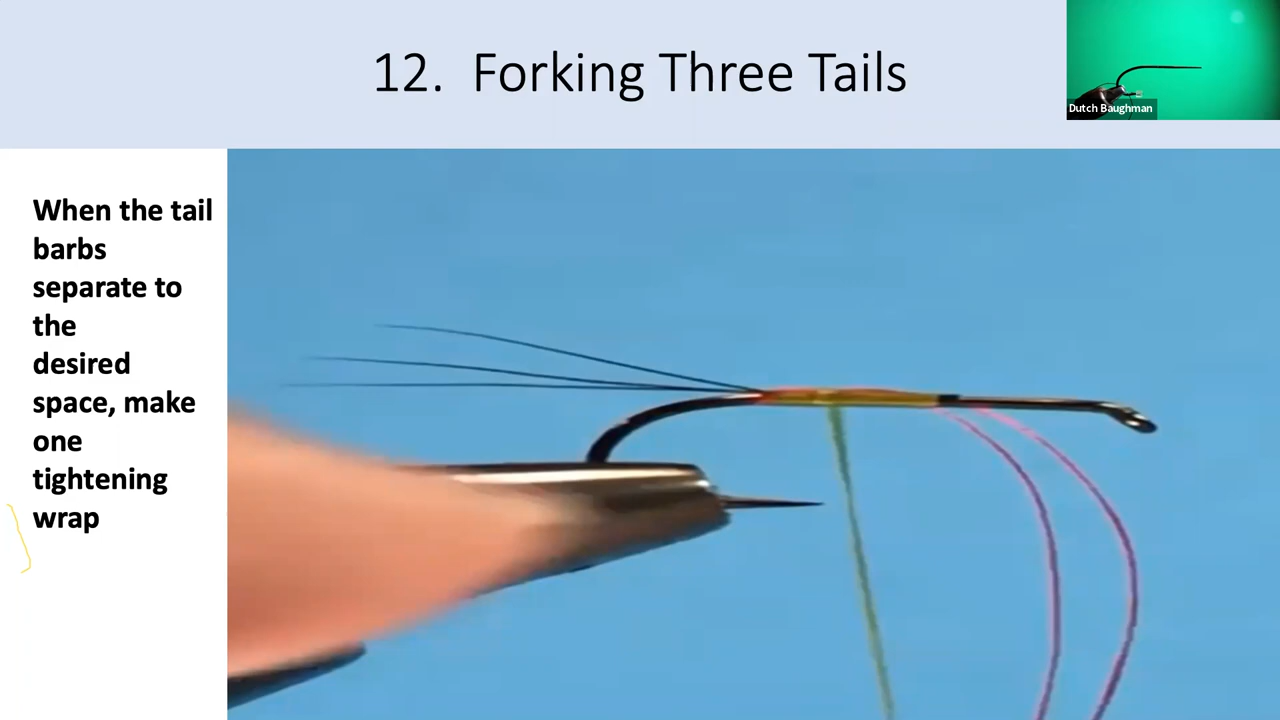 12. Forking Three Tails
Dutch Baughman
When the tail
barbs
separate to
the
desired
space, make
one
tightening
wrap